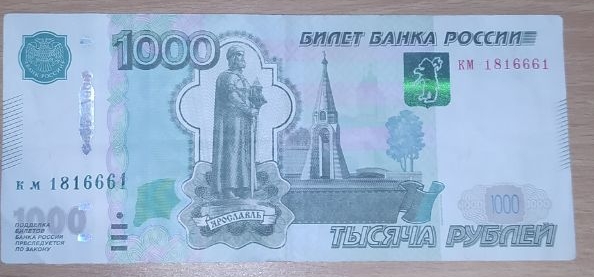 1000
БИЛЕТ БАНКА РОССИИ
км 1816661
км 1816661
ЯРОСЛАВЛЬ
1000
ПОДДЕЛКА
БИЛЕТОВ
БАНКА РОССИИ
ПРЕСЛЕДУЕТСЯ
ПО ЗАКОНУ
1000
ТЫСЯЧА РУБЛЕЙ